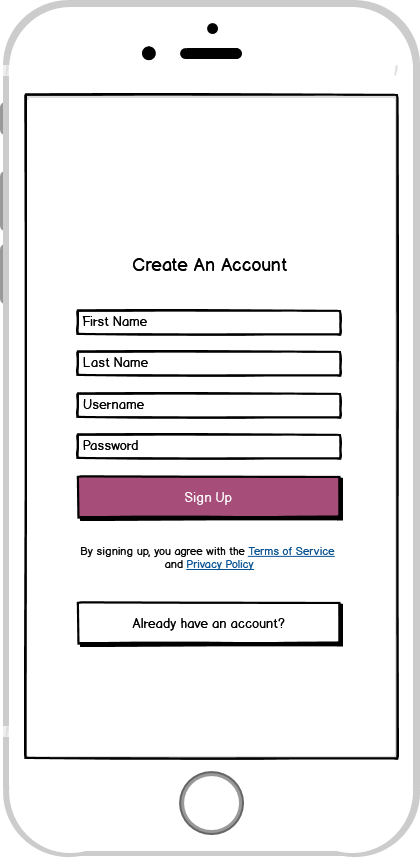 Create An Account
First Name
Last Name
Username
Password
Sign Up
By signing up, you agree with the Terms of Service
and Privacy Policy
Already have an account?